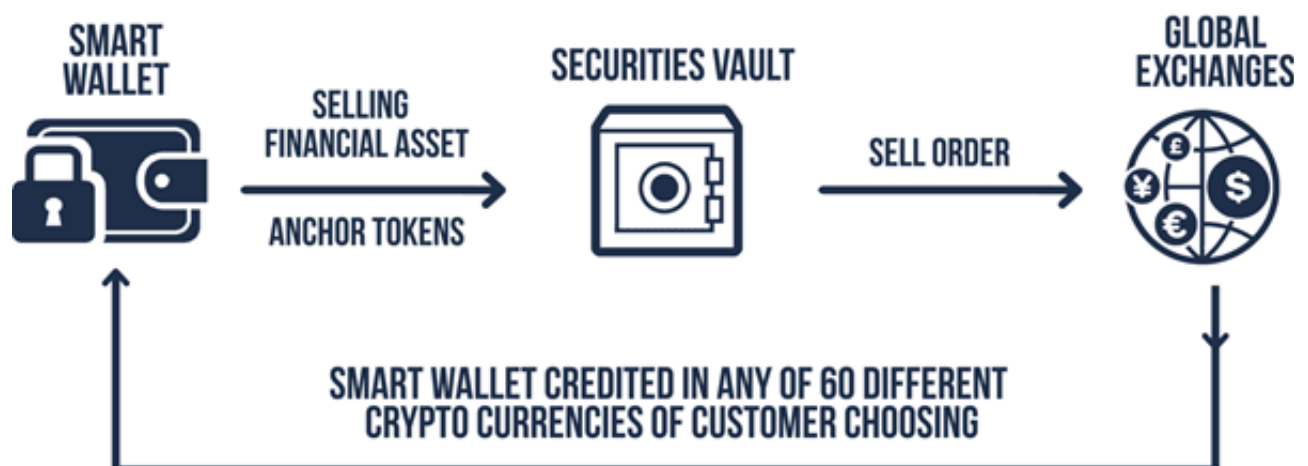 SMART
WALLET
SELLING
FINANCIAL ASSET
ANCHOR TOKENS
SECURITIES VAULT
SELL ORDER
GLOBAL
EXCHANGES
£
¥
$
€
SMART WALLET CREDITED IN ANY OF 60 DIFFERENT
CRYPTO CURRENCIES OF CUSTOMER CHOOSING